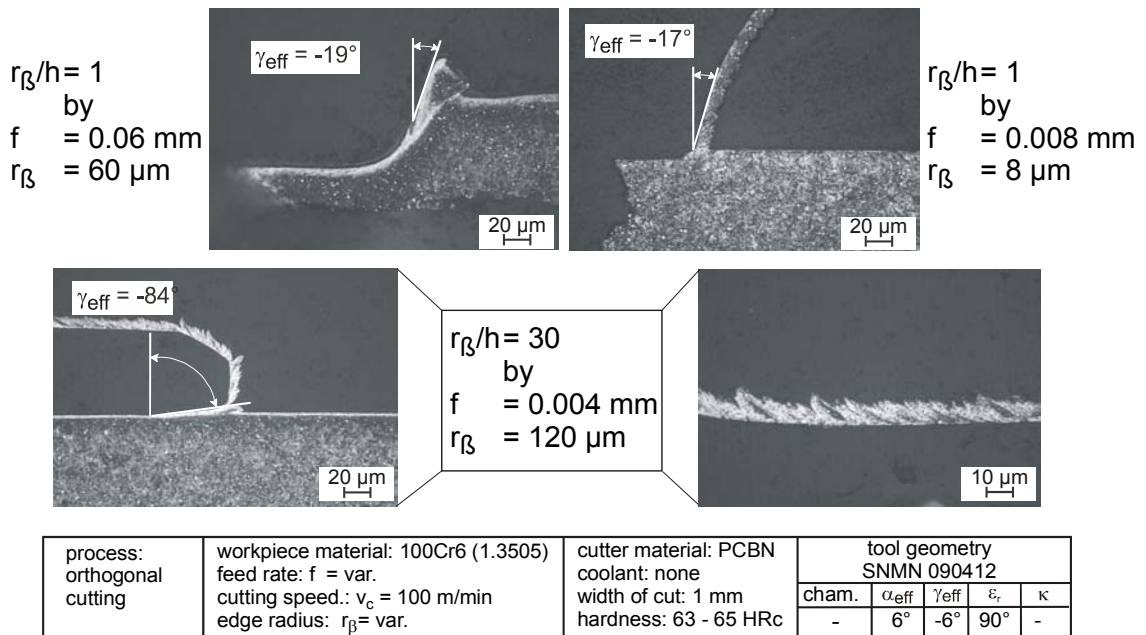 r_ß/h = 1
by
f = 0.06 mm
r_ß = 60 µm
γ_eff = -19°
20 µm
γ_eff = -17°
20 µm
r_ß/h = 1
by
f = 0.008 mm
r_ß = 8 µm
γ_eff = -84°
20 µm
r_ß/h = 30
by
f = 0.004 mm
r_ß = 120 µm
10 µm
process:
orthogonal
cutting
workpiece material: 100Cr6 (1.3505)
feed rate: f = var.
cutting speed.: v_c = 100 m/min
edge radius: r_β= var.
cutter material: PCBN
coolant: none
width of cut: 1 mm
hardness: 63 - 65 HRc
tool geometry
SNMN 090412
cham. α_eff γ_eff ε_r κ
- 6° -6° 90° -